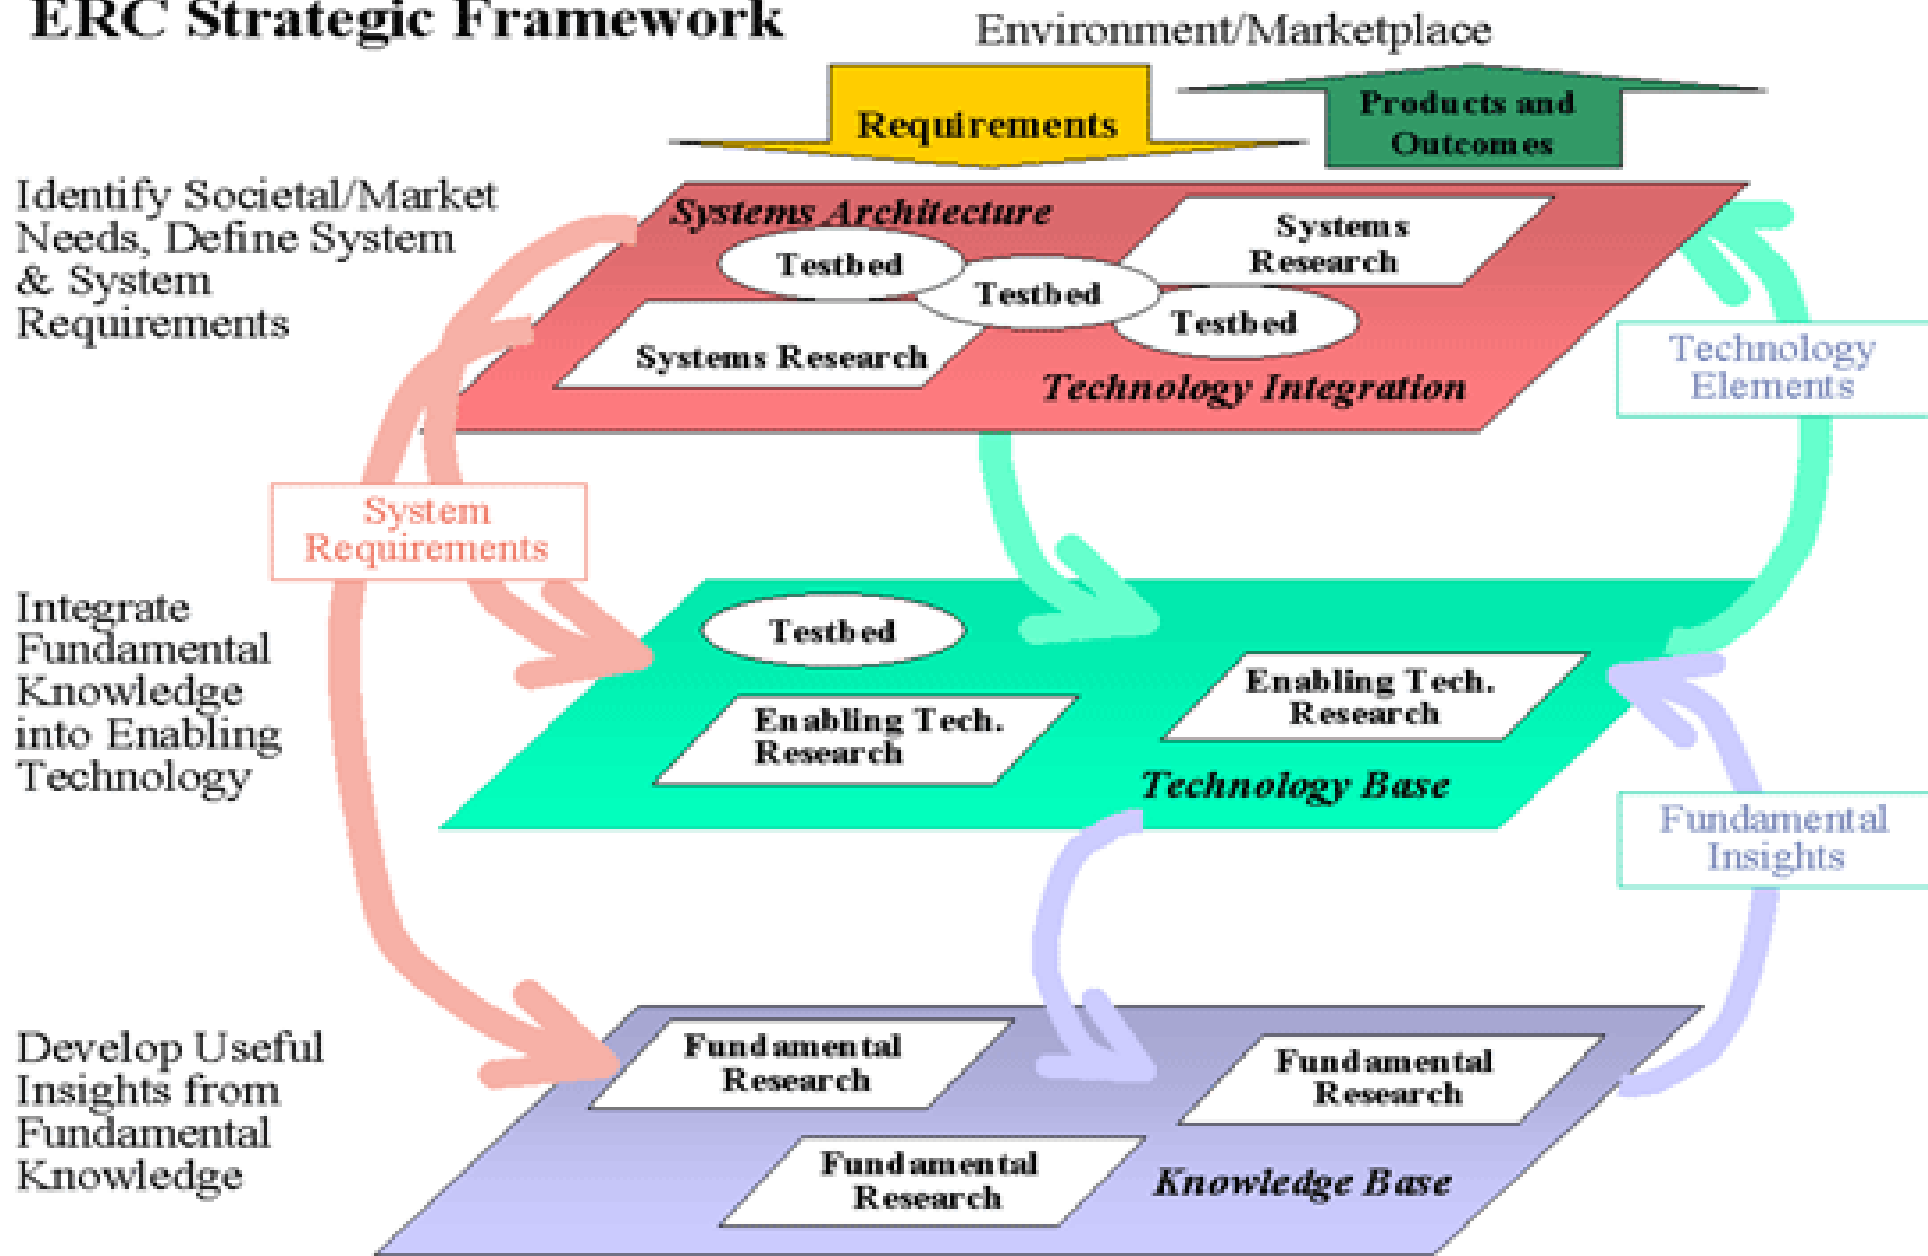 ERC Strategic Framework
Environment/Marketplace
Requirements
Products and
Outcomes
Identify Societal/Market
Needs, Define System
& System
Requirements
Systems Architecture
Systems
Research
Testbed
Testbed
Testbed
Systems Research
Technology Integration
Technology
Elements
System
Requirements
Integrate
Fundamental
Knowledge
into Enabling
Technology
Testbed
Enabling Tech.
Research
Enabling Tech.
Research
Technology Base
Fundamental
Insights
Develop Useful
Insights from
Fundamental
Knowledge
Fundamental
Research
Fundamental
Research
Fundamental
Research
Knowledge Base